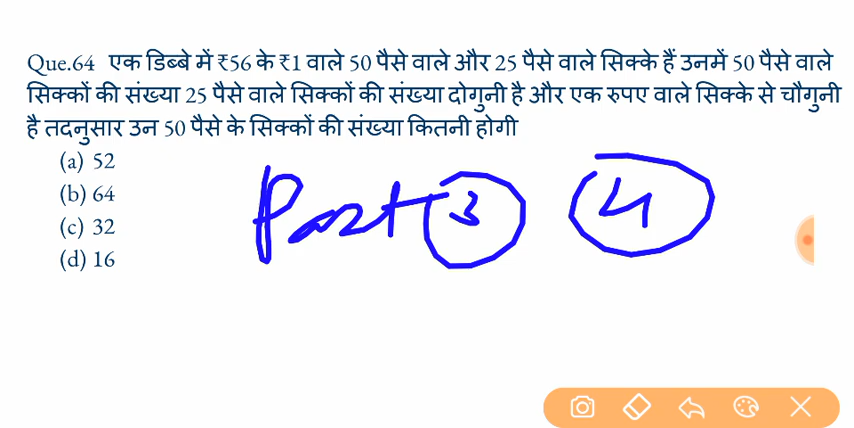 Que.64 एक डिब्बे में ₹56 के ₹1 वाले 50 पैसे वाले और 25 पैसे वाले सिक्के हैं उनमें 50 पैसे वाले
सिक्कों की संख्या 25 पैसे वाले सिक्कों की संख्या दोगुनी है और एक रुपए वाले सिक्के से चौगुनी
है तदनुसार उन 50 पैसे के सिक्कों की संख्या कितनी होगी
(a) 52
(b) 64
(c) 32
(d) 16
Part 3 4